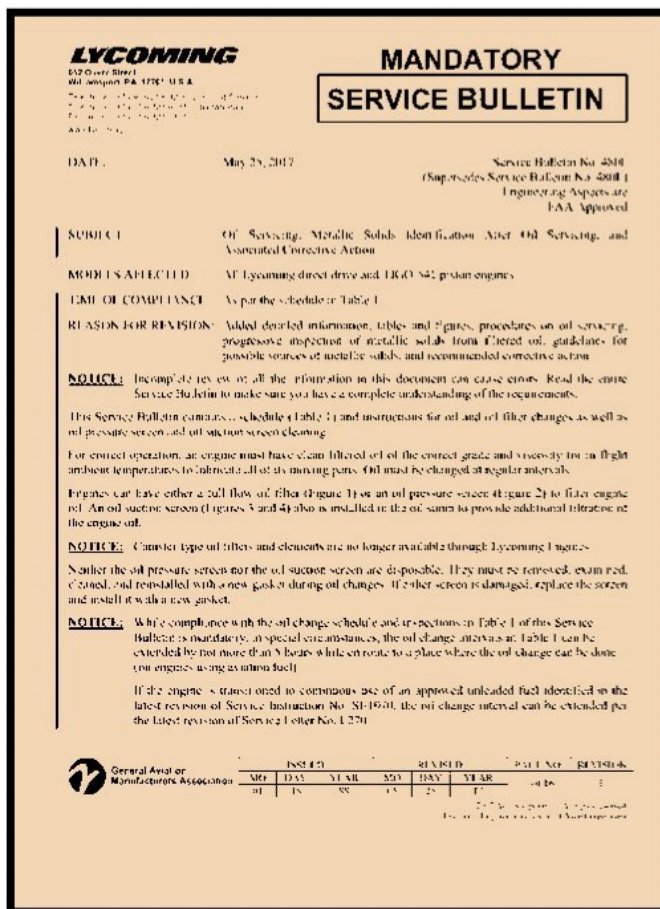 LYCOMING
MANDATORY
SERVICE BULLETIN
652 Oliver Street
Williamsport, PA. 17701 U.S.A.
DATE: May 25, 2017
Service Bulletin No. 480F
(Supersedes Service Bulletin No. 480E)
Engineering Aspects are
FAA Approved
SUBJECT: Oil Servicing, Metallic Solids Identification After Oil Servicing, and
Associated Corrective Action
MODELS AFFECTED: All Lycoming direct drive and TIGO-541 piston engines
TIME OF COMPLIANCE: As per the schedule in Table 1
REASON FOR REVISION: Added detailed information, tables and figures, procedures on oil servicing,
progressive inspection of metallic solids from filtered oil, guidelines for
possible sources of metallic solids, and recommended corrective action
NOTICE: Incomplete review of all the information in this document can cause errors. Read the entire
Service Bulletin to make sure you have a complete understanding of the requirements.
This Service Bulletin contains a schedule (Table 1) and instructions for oil and oil filter changes as well as
oil pressure screen and oil suction screen cleaning.
For correct operation, an engine must have clean filtered oil of the correct grade and viscosity for in-flight
ambient temperatures to lubricate all of its moving parts. Oil must be changed at regular intervals.
Engines can have either a full flow oil filter (Figure 1) or an oil pressure screen (Figure 2) to filter engine
oil. An oil suction screen (Figures 3 and 4) also is installed in the oil sump to provide additional filtration of
the engine oil.
NOTICE: Canister type oil filters and elements are no longer available through Lycoming Engines
Neither the oil pressure screen nor the oil suction screen are disposable. They must be removed, examined,
cleaned, and reinstalled with a new gasket during oil changes. If either screen is damaged, replace the screen
and install it with a new gasket.
NOTICE: While compliance with the oil change schedule and inspections in Table 1 of this Service
Bulletin is mandatory, in special circumstances, the oil change intervals in Table 1 can be
extended by not more than 5 hours while en route to a place where the oil change can be done
(on engines using aviation fuel)
If the engine is transitioned to continuous use of an approved unleaded fuel identified in the
latest revision of Service Instruction No. SI-1070, the oil change interval can be extended per
the latest revision of Service Letter No. L270
General Aviation
Manufacturers Association
ISSUED REVISED PAGE NO. REVISION
MO DAY YEAR MO DAY YEAR